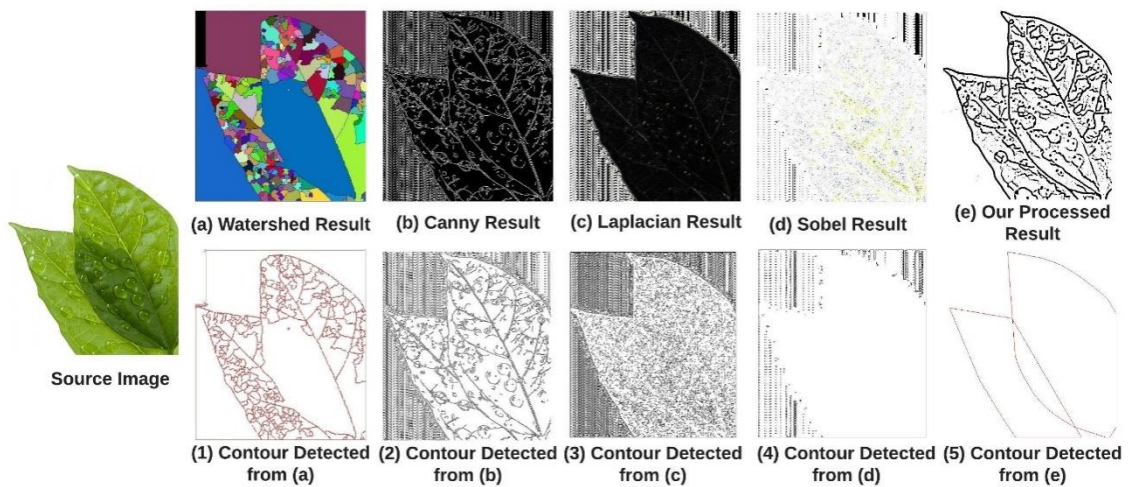 (a) Watershed Result
(b) Canny Result
(c) Laplacian Result
(d) Sobel Result
(e) Our Processed
Result
Source Image
(1) Contour Detected
from (a)
(2) Contour Detected
from (b)
(3) Contour Detected
from (c)
(4) Contour Detected
from (d)
(5) Contour Detected
from (e)